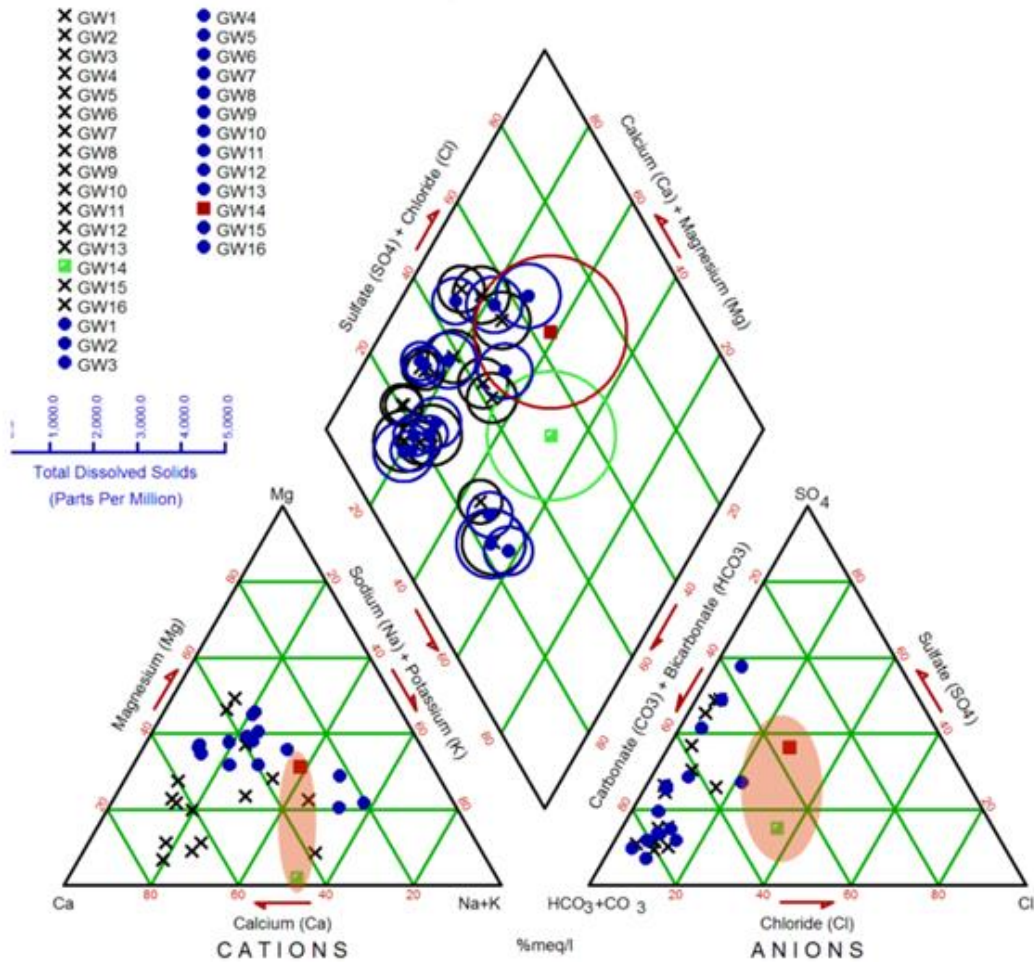 GW1
GW2
GW3
GW4
GW5
GW6
GW7
GW8
GW9
GW10
GW11
GW12
GW13
GW14
GW15
GW16
GW1
GW2
GW3
GW4
GW5
GW6
GW7
GW8
GW9
GW10
GW11
GW12
GW13
GW14
GW15
GW16
1,000.0
2,000.0
3,000.0
4,000.0
5,000.0
Total Dissolved Solids
(Parts Per Million)
Sulfate (SO4) + Chloride (Cl)
Calcium (Ca) + Magnesium (Mg)
80
60
40
20
80
60
40
20
Sodium (Na) + Potassium (K)
Carbonate (CO3) + Bicarbonate (HCO3)
20
40
60
80
20
40
60
80
Mg
Magnesium (Mg)
80
60
40
20
20
40
60
80
Ca
80
60
40
20
Na+K
Calcium (Ca)
CATIONS
%meq/l
SO4
Sulfate (SO4)
80
60
40
20
20
40
60
80
HCO3+CO3
20
40
60
80
Cl
Chloride (Cl)
ANIONS